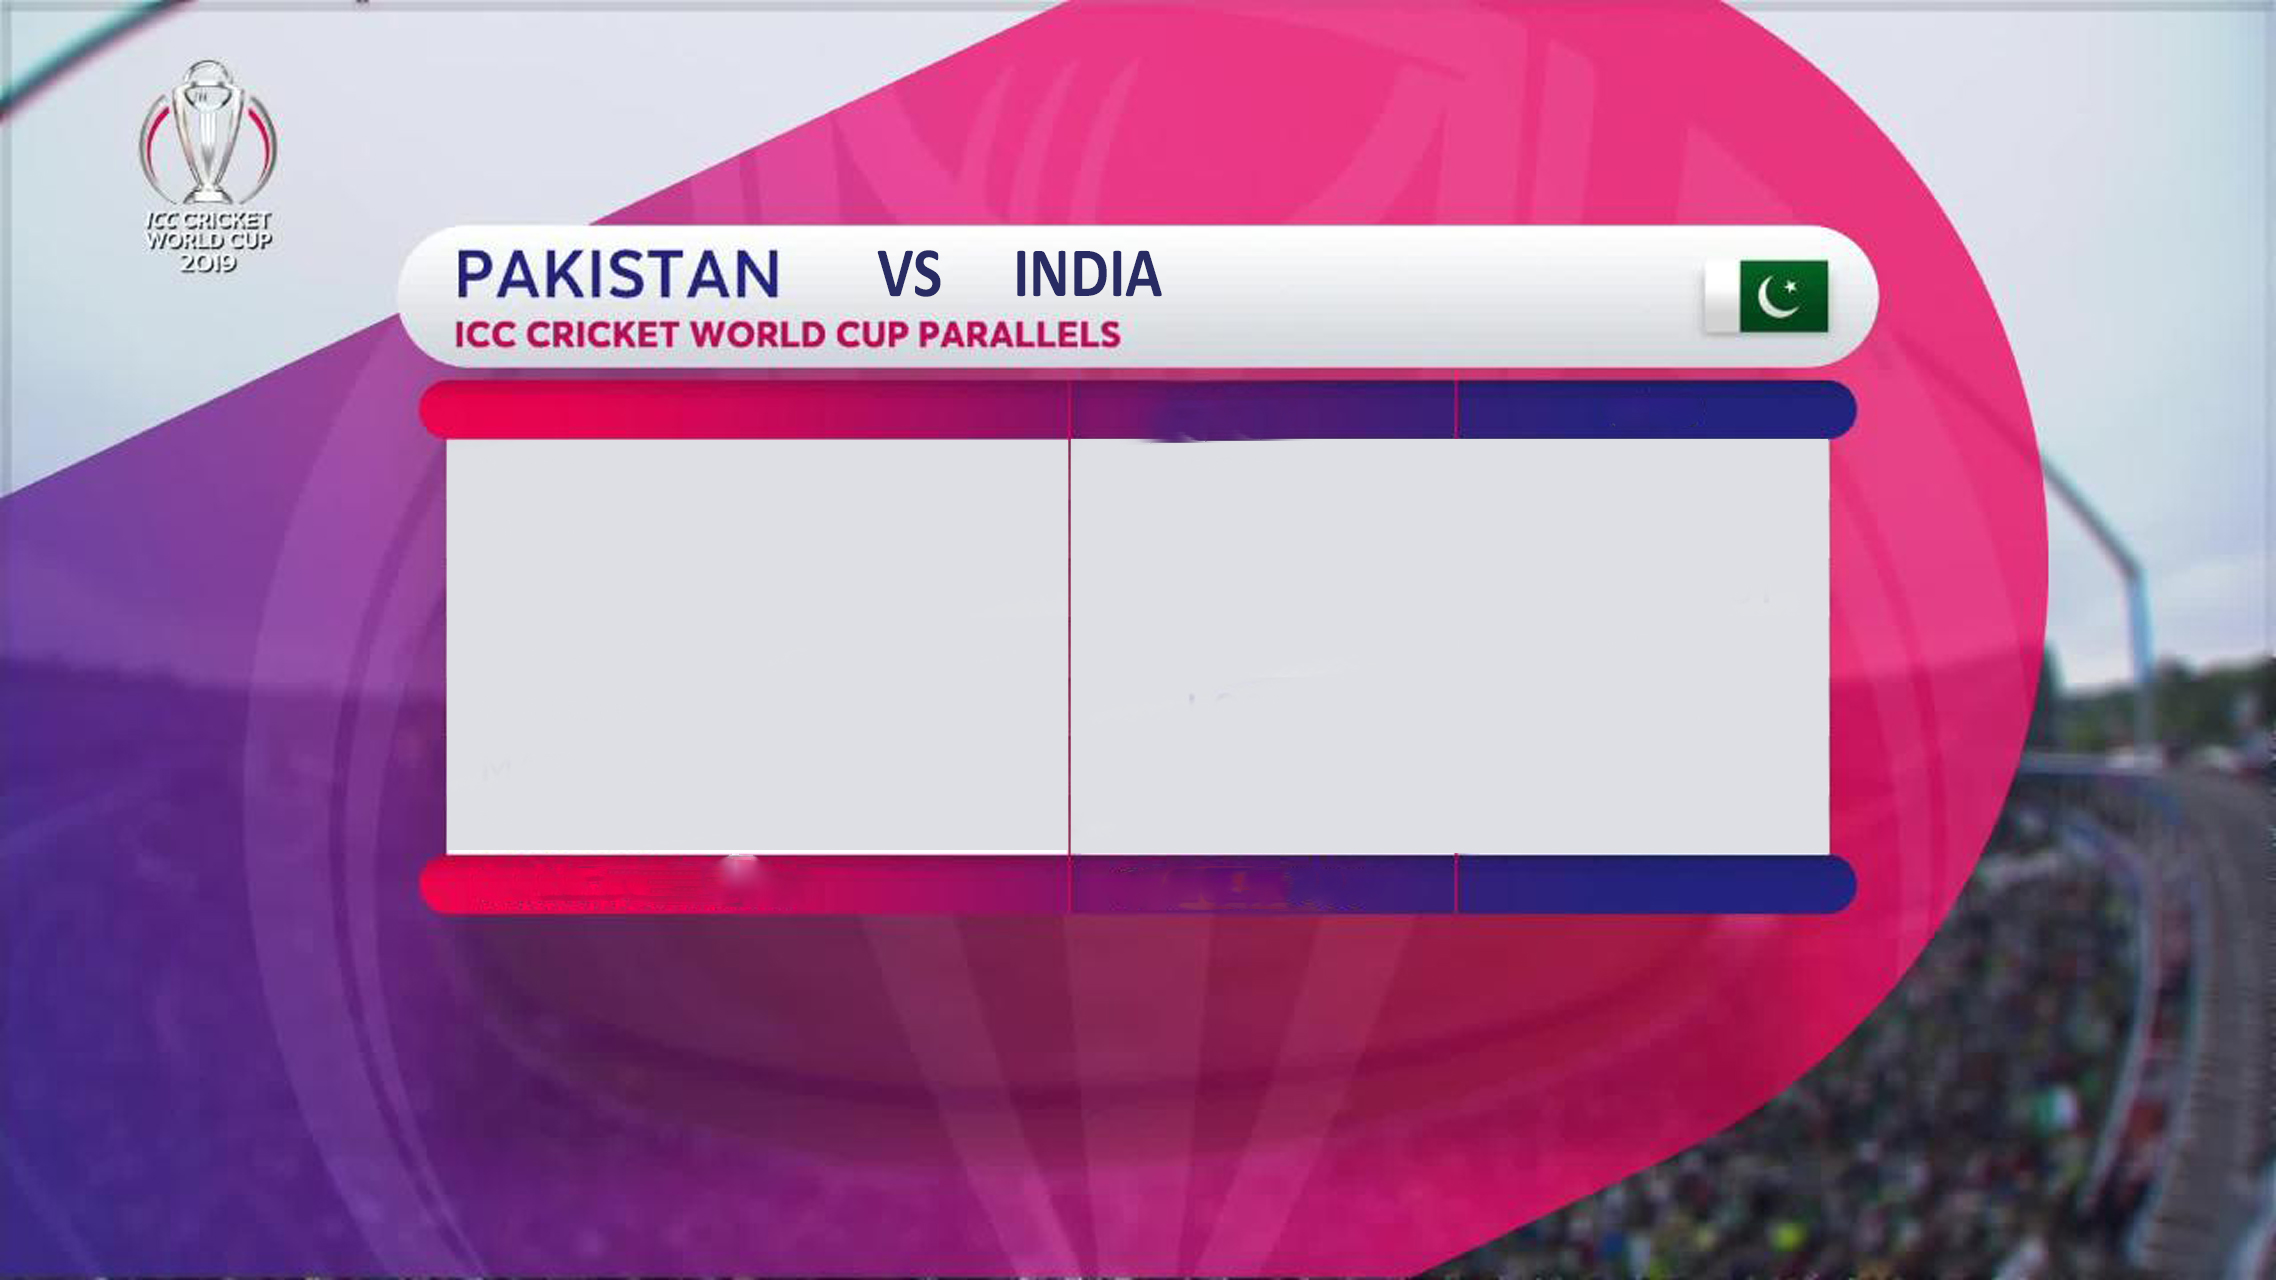 ICC CRICKET
WORLD CUP
2019
PAKISTAN VS INDIA
ICC CRICKET WORLD CUP PARALLELS